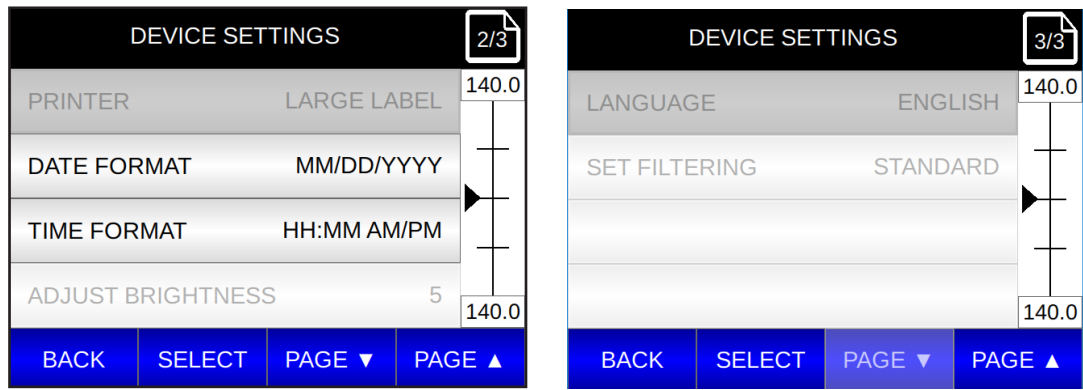 DEVICE SETTINGS
2/3
PRINTER LARGE LABEL
140.0
DATE FORMAT MM/DD/YYYY
TIME FORMAT HH:MM AM/PM
ADJUST BRIGHTNESS 5
140.0
BACK SELECT PAGE ▼ PAGE ▲
DEVICE SETTINGS
3/3
LANGUAGE ENGLISH
140.0
SET FILTERING STANDARD
140.0
BACK SELECT PAGE ▼ PAGE ▲